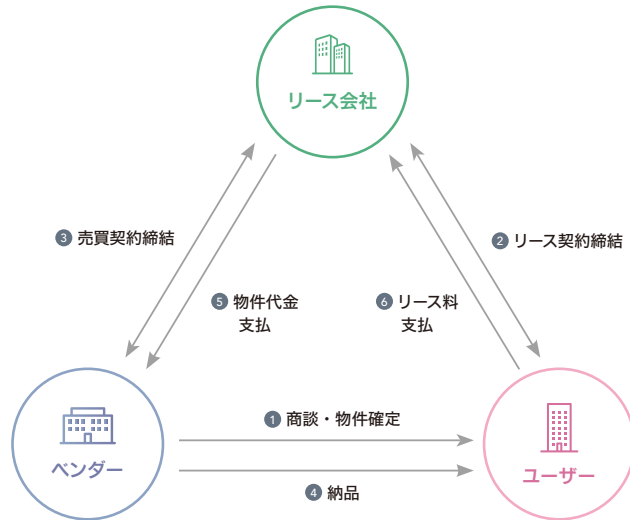 リース会社
③ 売買契約締結
② リース契約締結
⑤ 物件代金
支払
⑥ リース料
支払
① 商談・物件確定
ベンダー
ユーザー
④ 納品